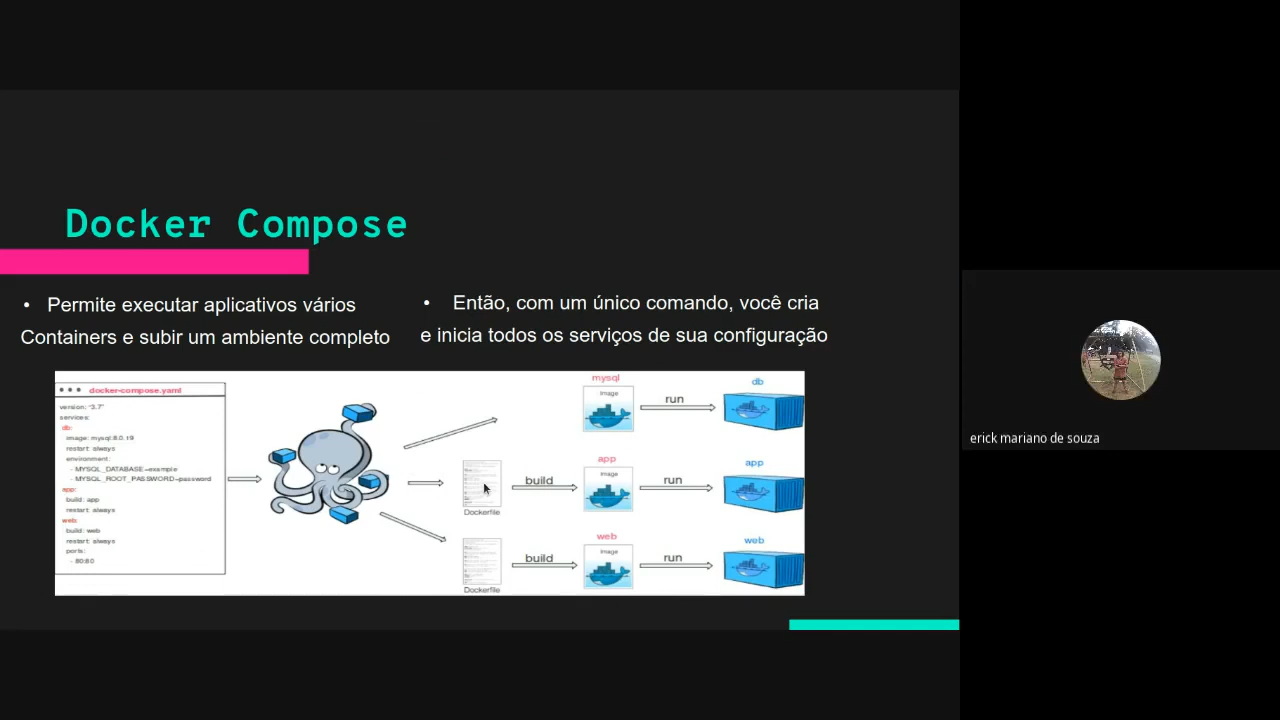 Docker Compose
• Permite executar aplicativos vários
Containers e subir um ambiente completo
• Então, com um único comando, você cria
e inicia todos os serviços de sua configuração
docker-compose.yaml
version: "3.7"
services:
db:
image: mysql:8.0.19
restart: always
environment:
- MYSQL_DATABASE=example
- MYSQL_ROOT_PASSWORD=password
app:
build: app
restart: always
web:
build: web
restart: always
ports:
- 80:80
mysql
Image
run
db
Dockerfile
build
app
Image
run
app
Dockerfile
build
web
Image
run
web
erick mariano de souza